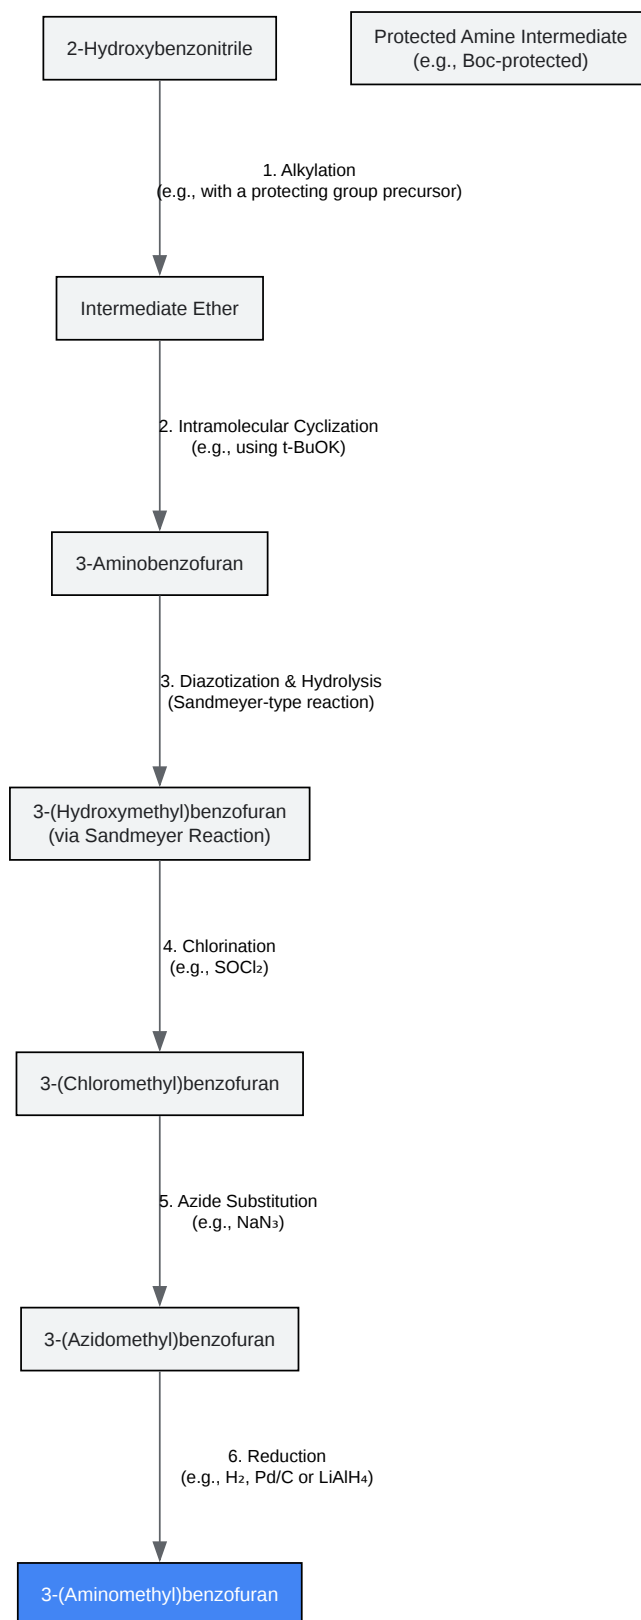 2-Hydroxybenzonitrile
Protected Amine Intermediate
(e.g., Boc-protected)
1. Alkylation
(e.g., with a protecting group precursor)
Intermediate Ether
2. Intramolecular Cyclization
(e.g., using t-BuOK)
3-Aminobenzofuran
3. Diazotization & Hydrolysis
(Sandmeyer-type reaction)
3-(Hydroxymethyl)benzofuran
(via Sandmeyer Reaction)
4. Chlorination
(e.g., SOCl₂)
3-(Chloromethyl)benzofuran
5. Azide Substitution
(e.g., NaN₃)
3-(Azidomethyl)benzofuran
6. Reduction
(e.g., H₂, Pd/C or LiAlH₄)
3-(Aminomethyl)benzofuran